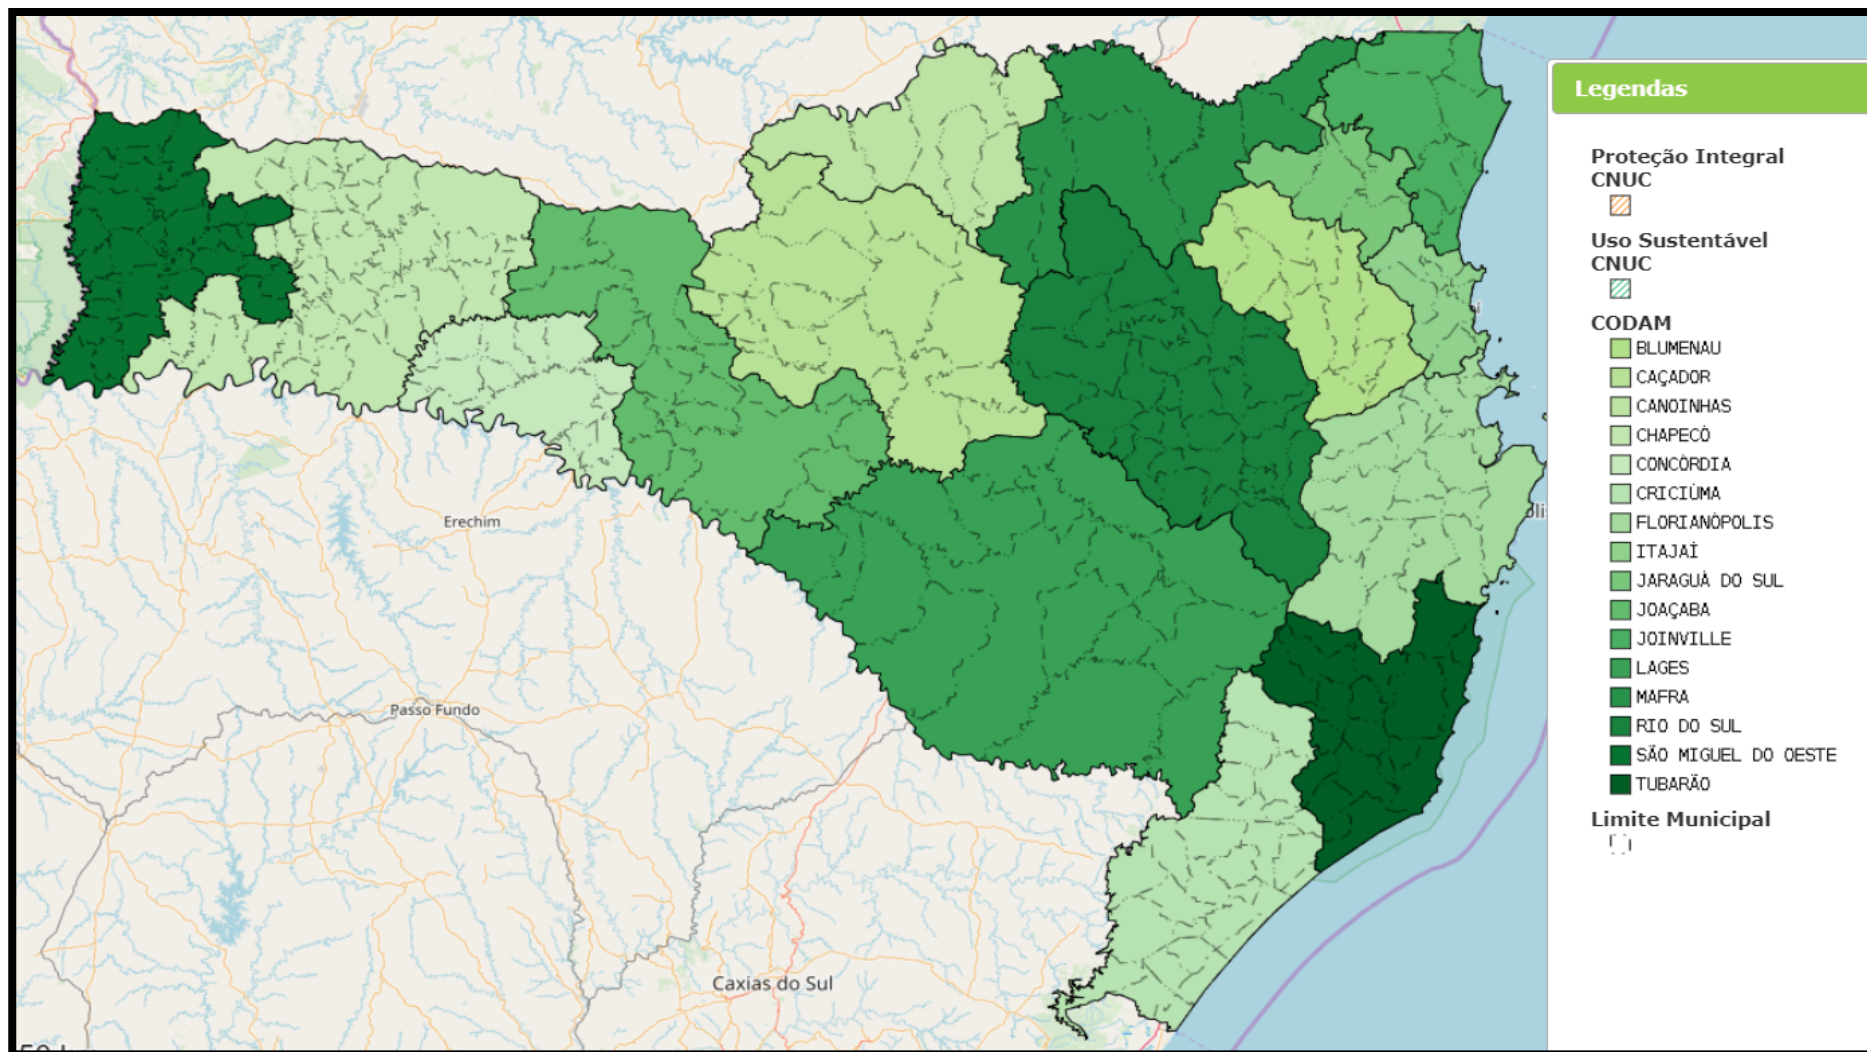 Legendas
Proteção Integral
CNUC
Uso Sustentável
CNUC
CODAM
BLUMENAU
CAÇADOR
CANOINHAS
CHAPECÓ
CONCÓRDIA
CRICIÚMA
FLORIANÓPOLIS
ITAJAÍ
JARAGUÁ DO SUL
JOAÇABA
JOINVILLE
LAGES
MAFRA
RIO DO SUL
SÃO MIGUEL DO OESTE
TUBARÃO
Limite Municipal
Erechim
Passo Fundo
Caxias do Sul